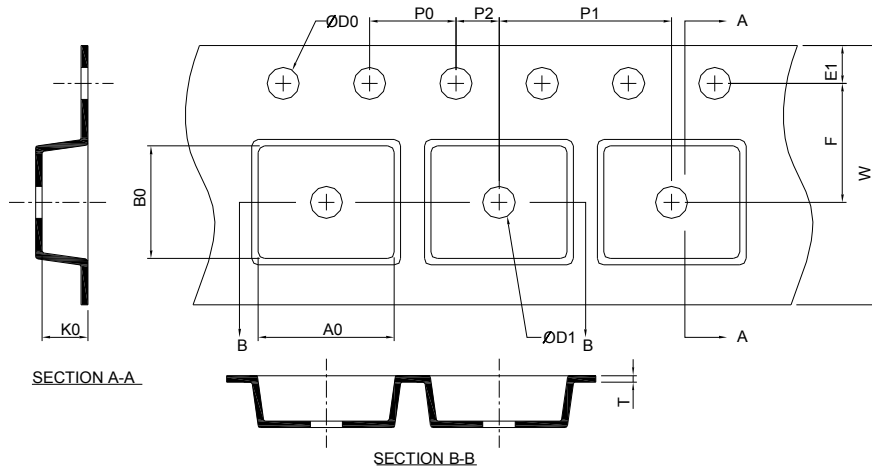 ØD0
P0
P2
P1
A
E1
F
W
B0
K0
A0
B
ØD1
B
A
SECTION A-A
T
SECTION B-B